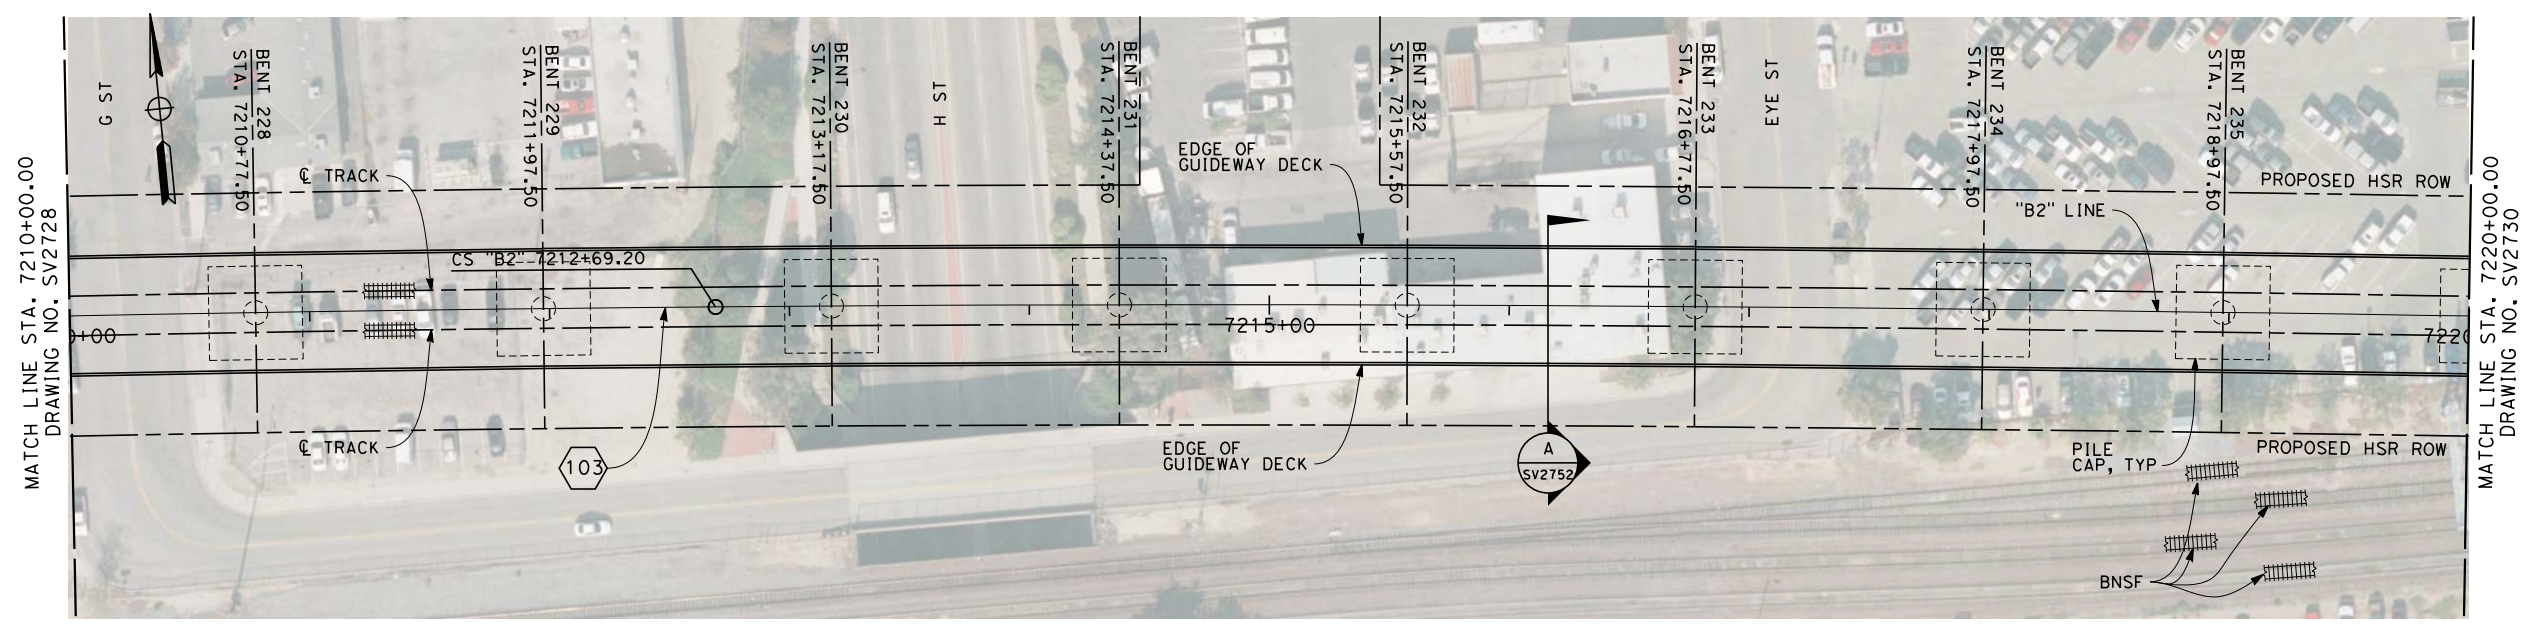 MATCH LINE STA. 7210+00.00
DRAWING NO. SV2728
G ST
BENT 228
STA. 7210+77.50
BENT 229
STA. 7211+97.50
BENT 230
STA. 7213+17.50
H ST
BENT 231
STA. 7214+37.50
BENT 232
STA. 7215+57.50
BENT 233
STA. 7216+77.50
EYE ST
BENT 234
STA. 7217+97.50
BENT 235
STA. 7218+97.50
℄ TRACK
EDGE OF
GUIDEWAY DECK
PROPOSED HSR ROW
"B2" LINE
CS "B2" 7212+69.20
0+00
7215+00
7220
℄ TRACK
103
EDGE OF
GUIDEWAY DECK
A
SV2752
PILE
CAP, TYP
PROPOSED HSR ROW
BNSF
MATCH LINE STA. 7220+00.00
DRAWING NO. SV2730